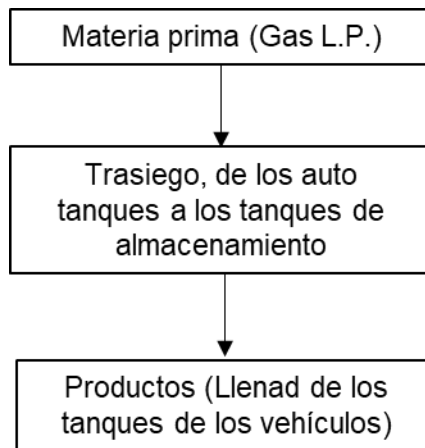 Materia prima (Gas L.P.)
Trasiego, de los auto
tanques a los tanques de
almacenamiento
Productos (Llenad de los
tanques de los vehículos)